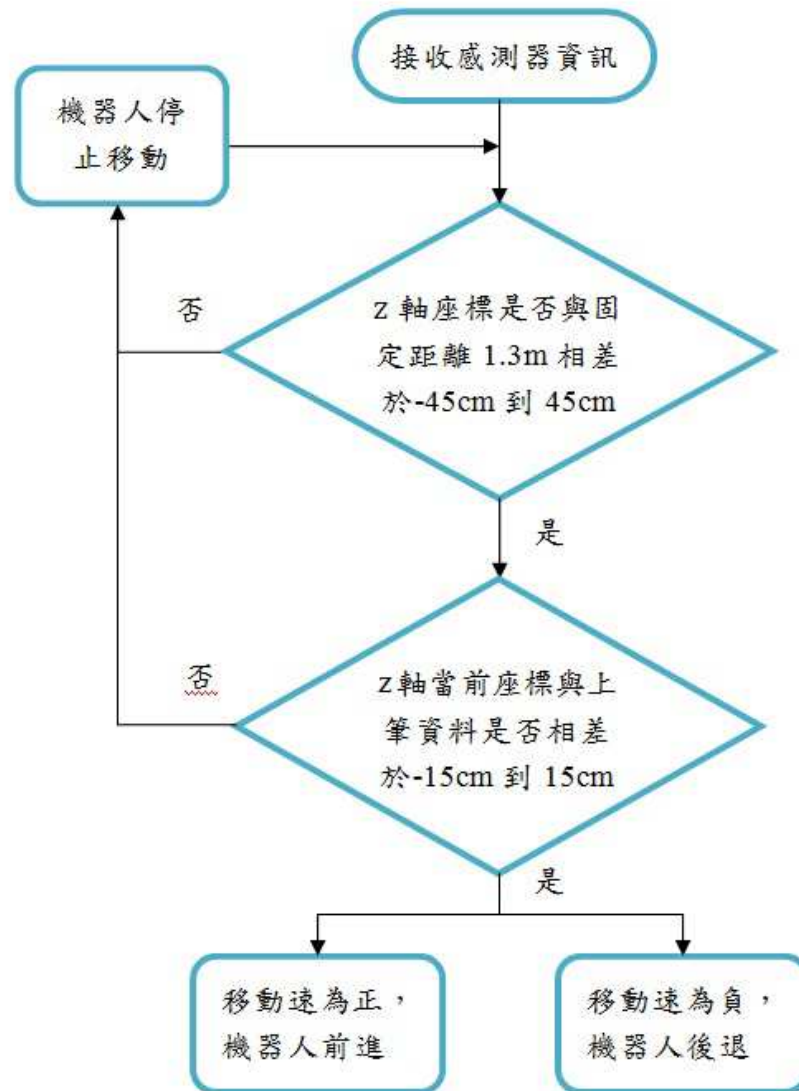 接收感測器資訊
機器人停
止移動
z 軸座標是否與固
定距離 1.3m 相差
於-45cm 到 45cm
否
是
z軸當前座標與上
筆資料是否相差
於-15cm 到 15cm
否
是
移動速為正，
機器人前進
移動速為負，
機器人後退